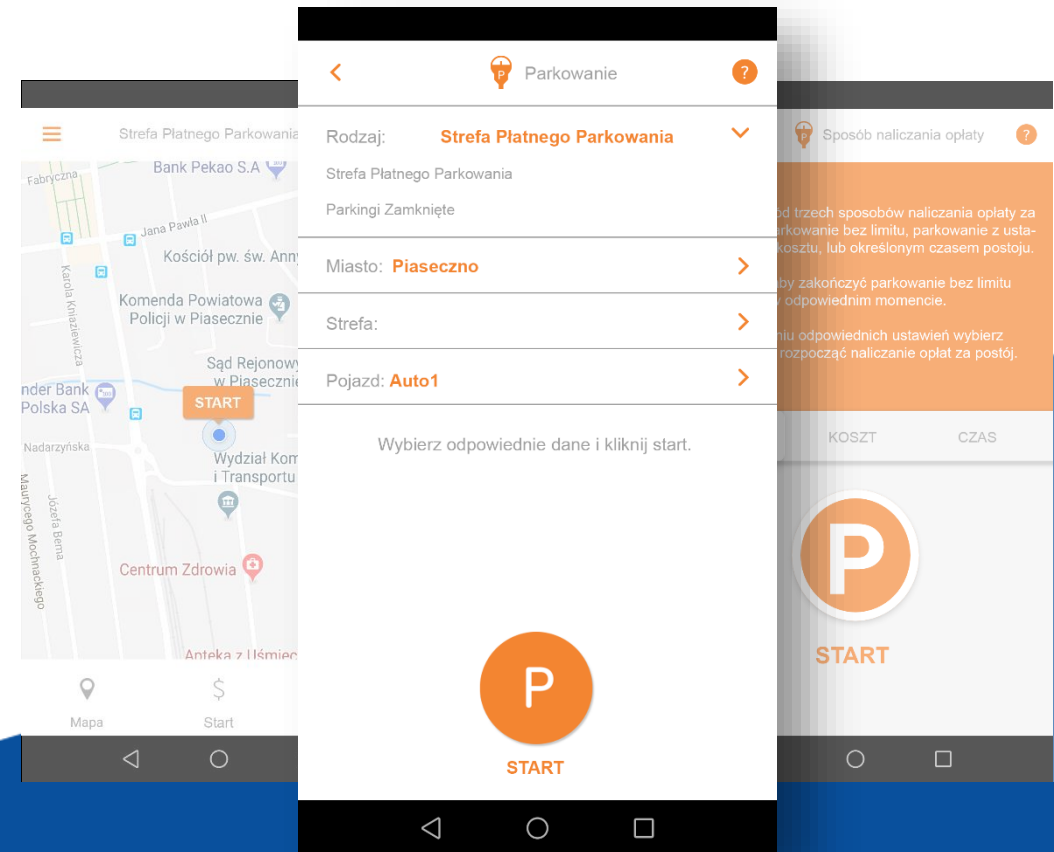 Strefa Płatnego Parkowania
Fabryczna
Bank Pekao S.A
Jana Pawła II
Kościół pw. św. Anny
Karola Kniaziewicza
Komenda Powiatowa
Policji w Piasecznie
Sąd Rejonowy
w Piasecznie
nder Bank
Polska SA
START
Nadarzyńska
Wydział Kom
i Transportu
Maurycego Mochnackiego
Józefa Bema
Centrum Zdrowia
Apteka z Uśmiec
Mapa
$
Start
P Parkowanie ?
Rodzaj: Strefa Płatnego Parkowania
Strefa Płatnego Parkowania
Parkingi Zamknięte
Miasto: Piaseczno
Strefa:
Pojazd: Auto1
Wybierz odpowiednie dane i kliknij start.
P
START
P Sposób naliczania opłaty ?
od trzech sposobów naliczania opłaty za
rkowanie bez limitu, parkowanie z usta-
kosztu, lub określonym czasem postoju.
by zakończyć parkowanie bez limitu
odpowiednim momencie.
niu odpowiednich ustawień wybierz
rozpocząć naliczanie opłat za postój.
KOSZT
CZAS
P
START